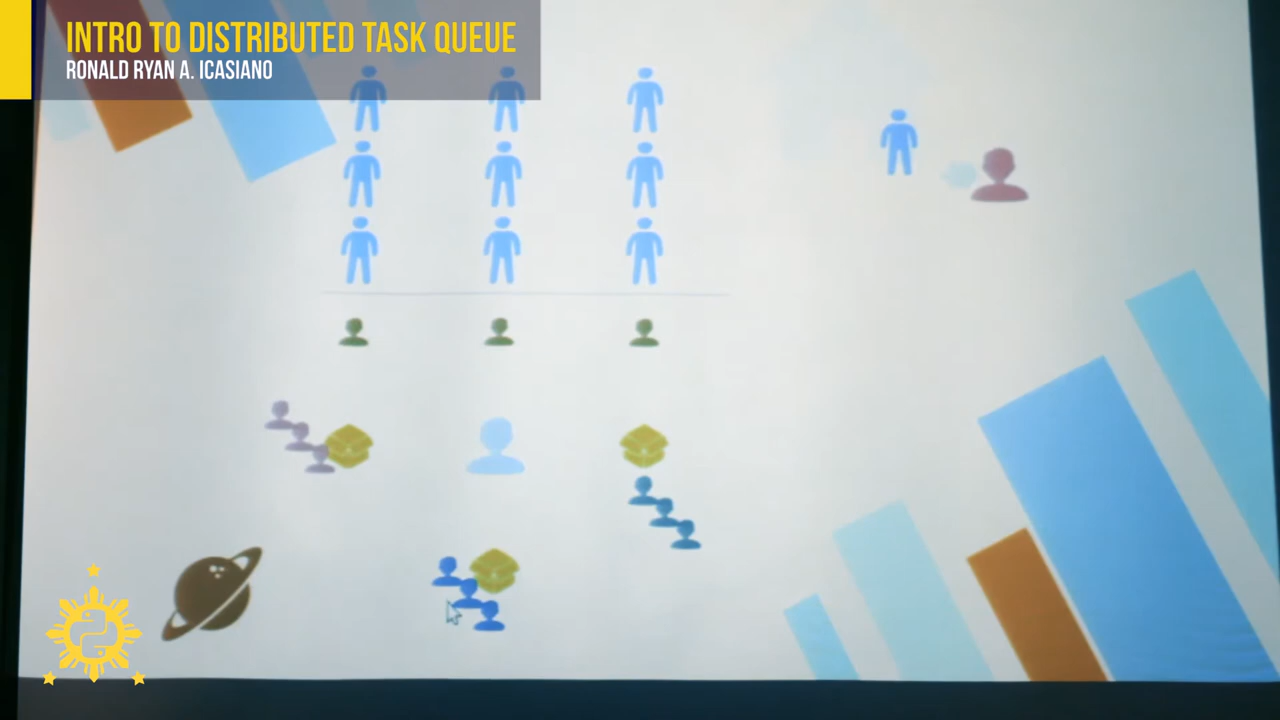 INTRO TO DISTRIBUTED TASK QUEUE
RONALD RYAN A. ICASIANO